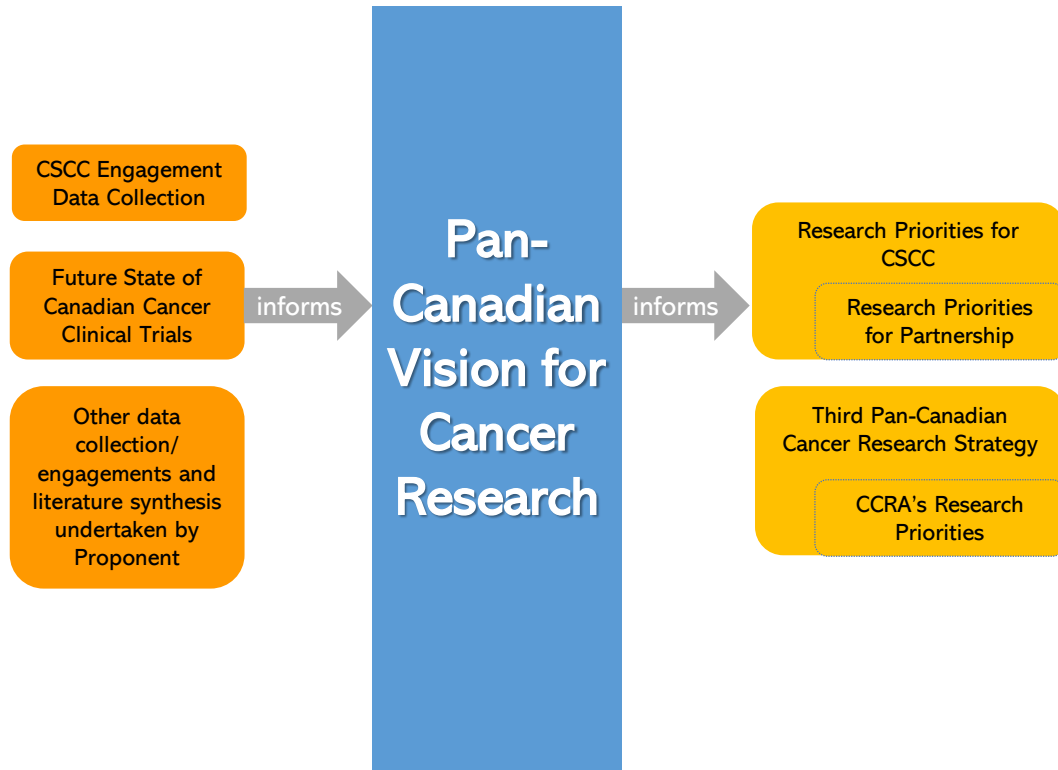 CSCC Engagement
Data Collection
Future State of
Canadian Cancer
Clinical Trials
Other data
collection/
engagements and
literature synthesis
undertaken by
Proponent
informs
Pan-
Canadian
Vision for
Cancer
Research
informs
Research Priorities for
CSCC
Research Priorities
for Partnership
Third Pan-Canadian
Cancer Research Strategy
CCRA's Research
Priorities